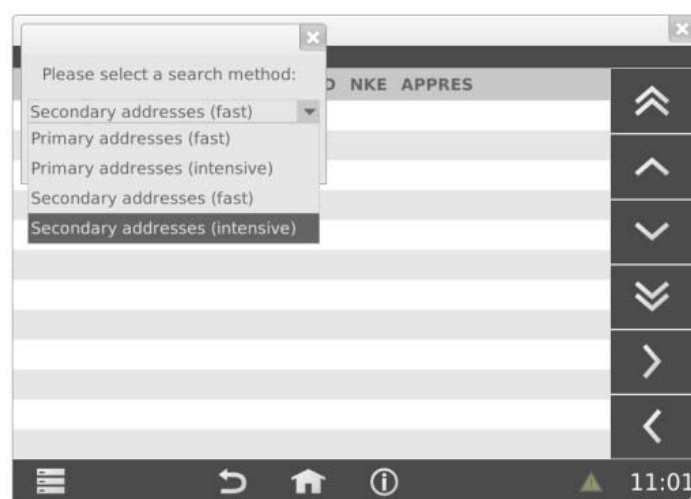 Please select a search method:
NKE APPRES
Secondary addresses (fast)
Primary addresses (fast)
Primary addresses (intensive)
Secondary addresses (fast)
Secondary addresses (intensive)
11:01